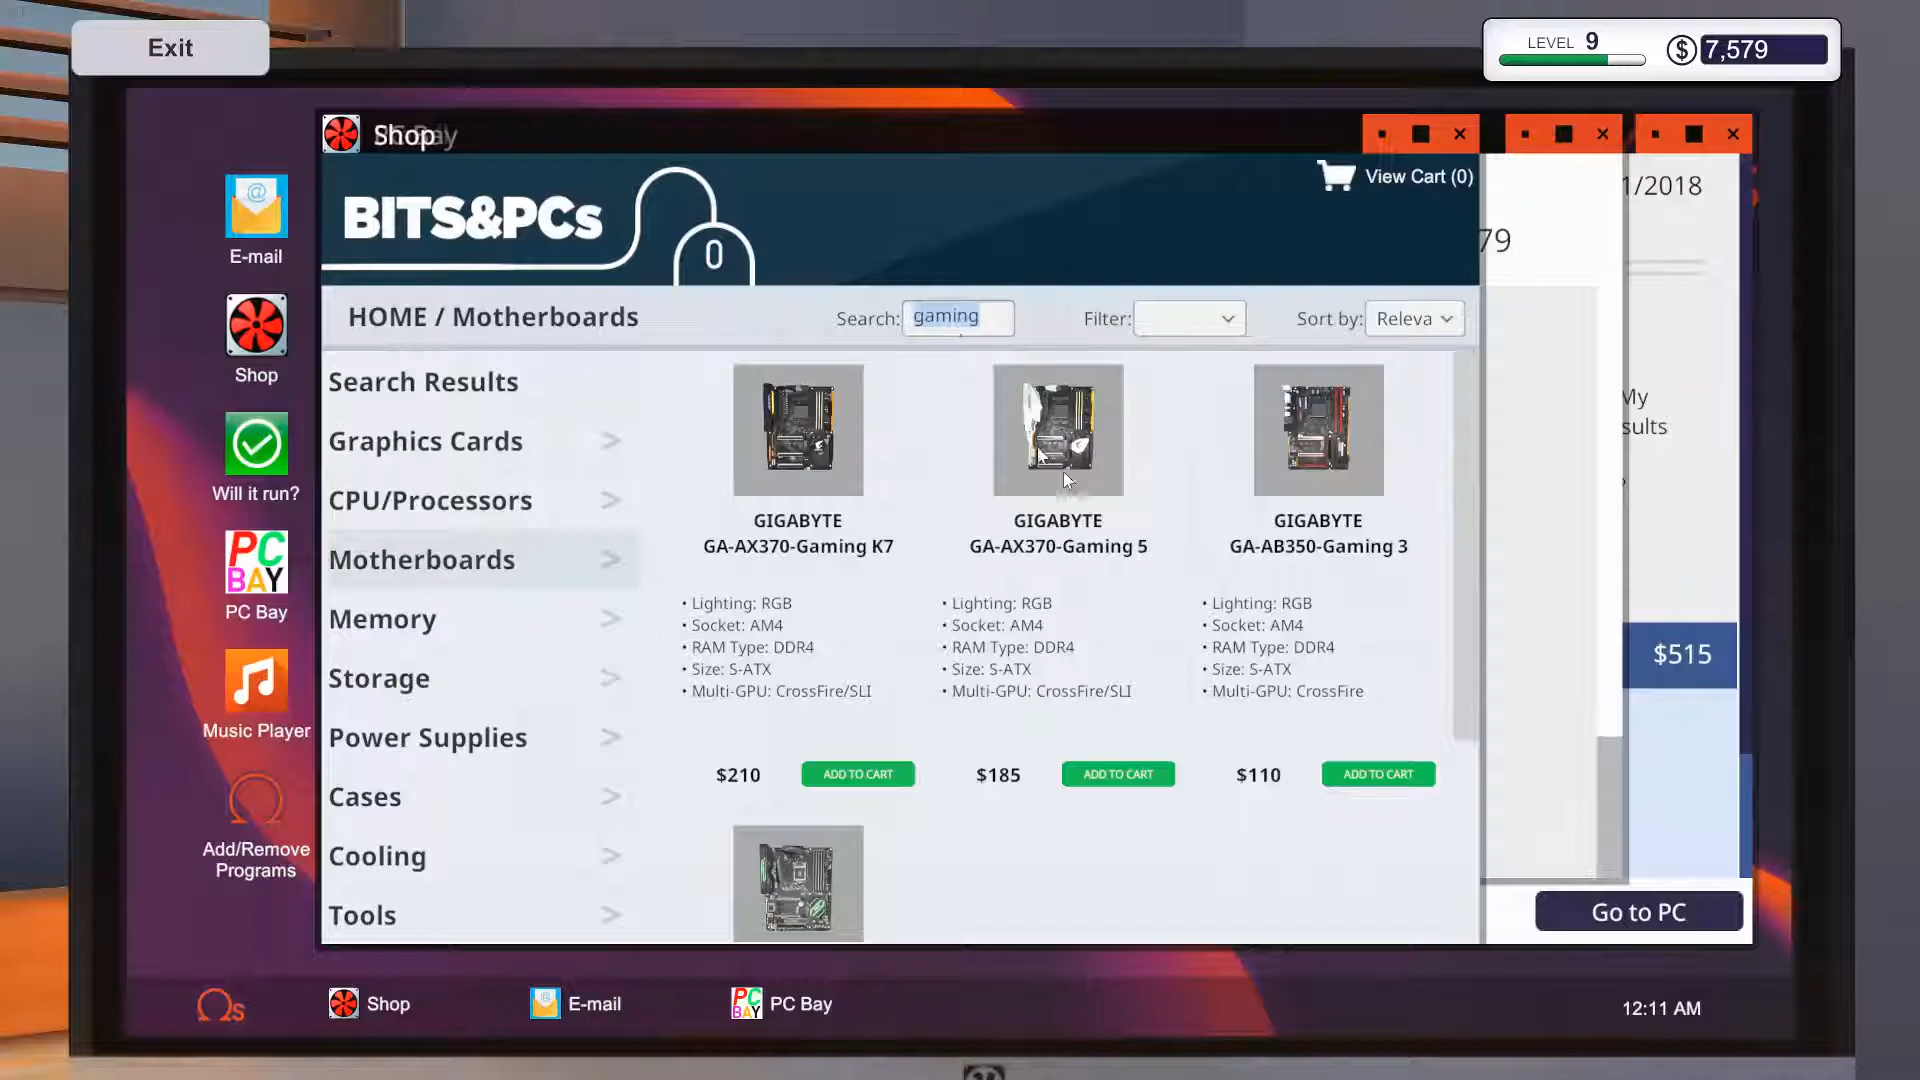 Exit
LEVEL 9
$ 7,579
Shop
View Cart (0)
BITS&PCs
1/2018
79
HOME / Motherboards
Search: gaming
Filter:
Sort by: Releva
Search Results
Graphics Cards >
CPU/Processors >
Motherboards >
Memory >
Storage >
Power Supplies >
Cases >
Cooling >
Tools >
E-mail
Shop
Will it run?
PC BAY
PC Bay
Music Player
Add/Remove
Programs
GIGABYTE
GA-AX370-Gaming K7
• Lighting: RGB
• Socket: AM4
• RAM Type: DDR4
• Size: S-ATX
• Multi-GPU: CrossFire/SLI
$210
ADD TO CART
GIGABYTE
GA-AX370-Gaming 5
• Lighting: RGB
• Socket: AM4
• RAM Type: DDR4
• Size: S-ATX
• Multi-GPU: CrossFire/SLI
$185
ADD TO CART
GIGABYTE
GA-AB350-Gaming 3
• Lighting: RGB
• Socket: AM4
• RAM Type: DDR4
• Size: S-ATX
• Multi-GPU: CrossFire
$110
ADD TO CART
My
sults
$515
Go to PC
Ωs
Shop
E-mail
PC BAY
PC Bay
12:11 AM